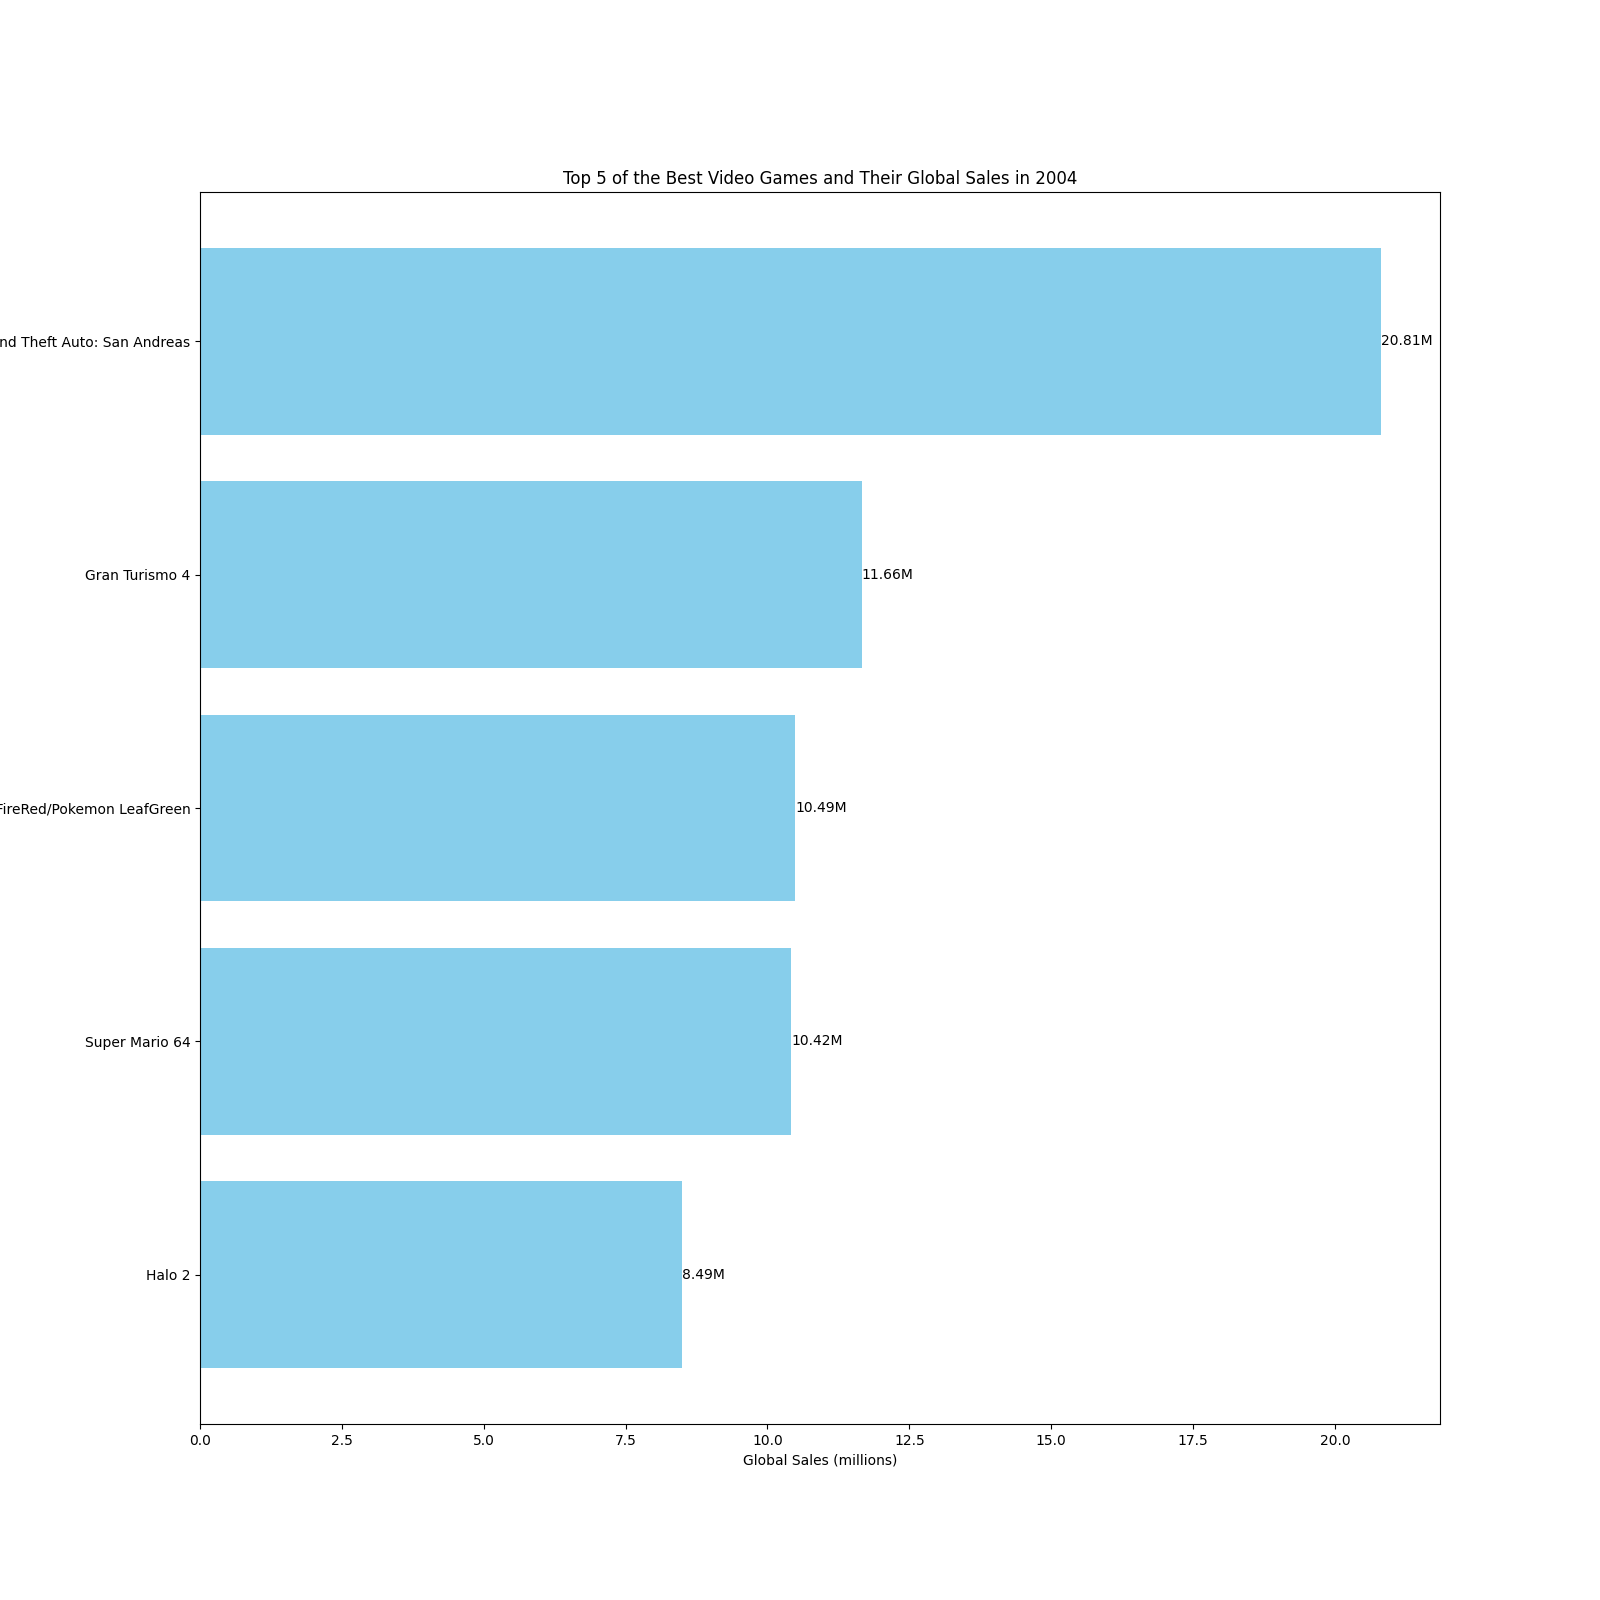 Top 5 of the Best Video Games and Their Global Sales in 2004
nd Theft Auto: San Andreas
20.81M
Gran Turismo 4
11.66M
FireRed/Pokemon LeafGreen
10.49M
Super Mario 64
10.42M
Halo 2
8.49M
0.0 2.5 5.0 7.5 10.0 12.5 15.0 17.5 20.0
Global Sales (millions)